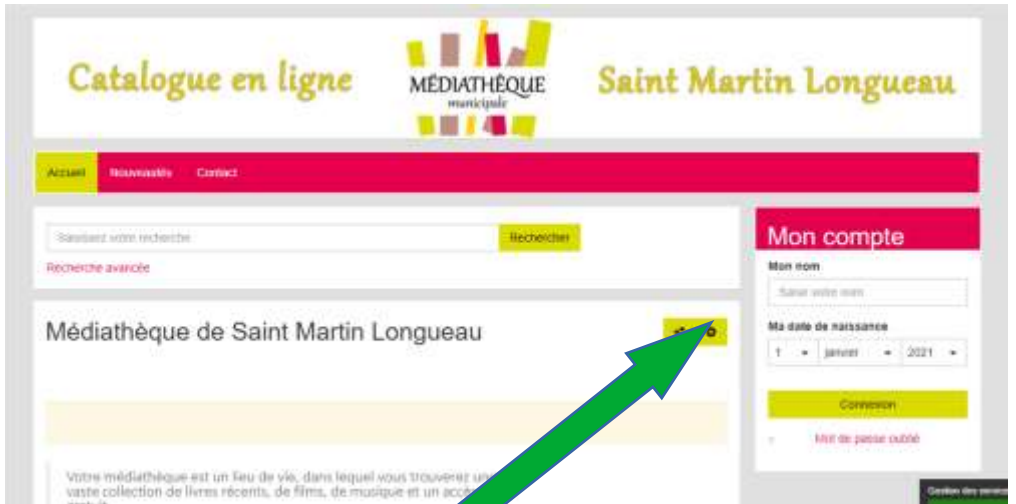 Catalogue en ligne
MÉDIATHÈQUE
municipale
Saint Martin Longueau
Accueil Nouveautés Contact
Saisissez votre recherche Rechercher
Recherche avancée
Mon compte
Mon nom
Saisir votre nom
Ma date de naissance
1 janvier 2021
Connexion
Mot de passe oublié
Médiathèque de Saint Martin Longueau
Votre médiathèque est un lieu de vie, dans lequel vous trouverez
vaste collection de livres récents, de films, de musique et un
Gestion des services